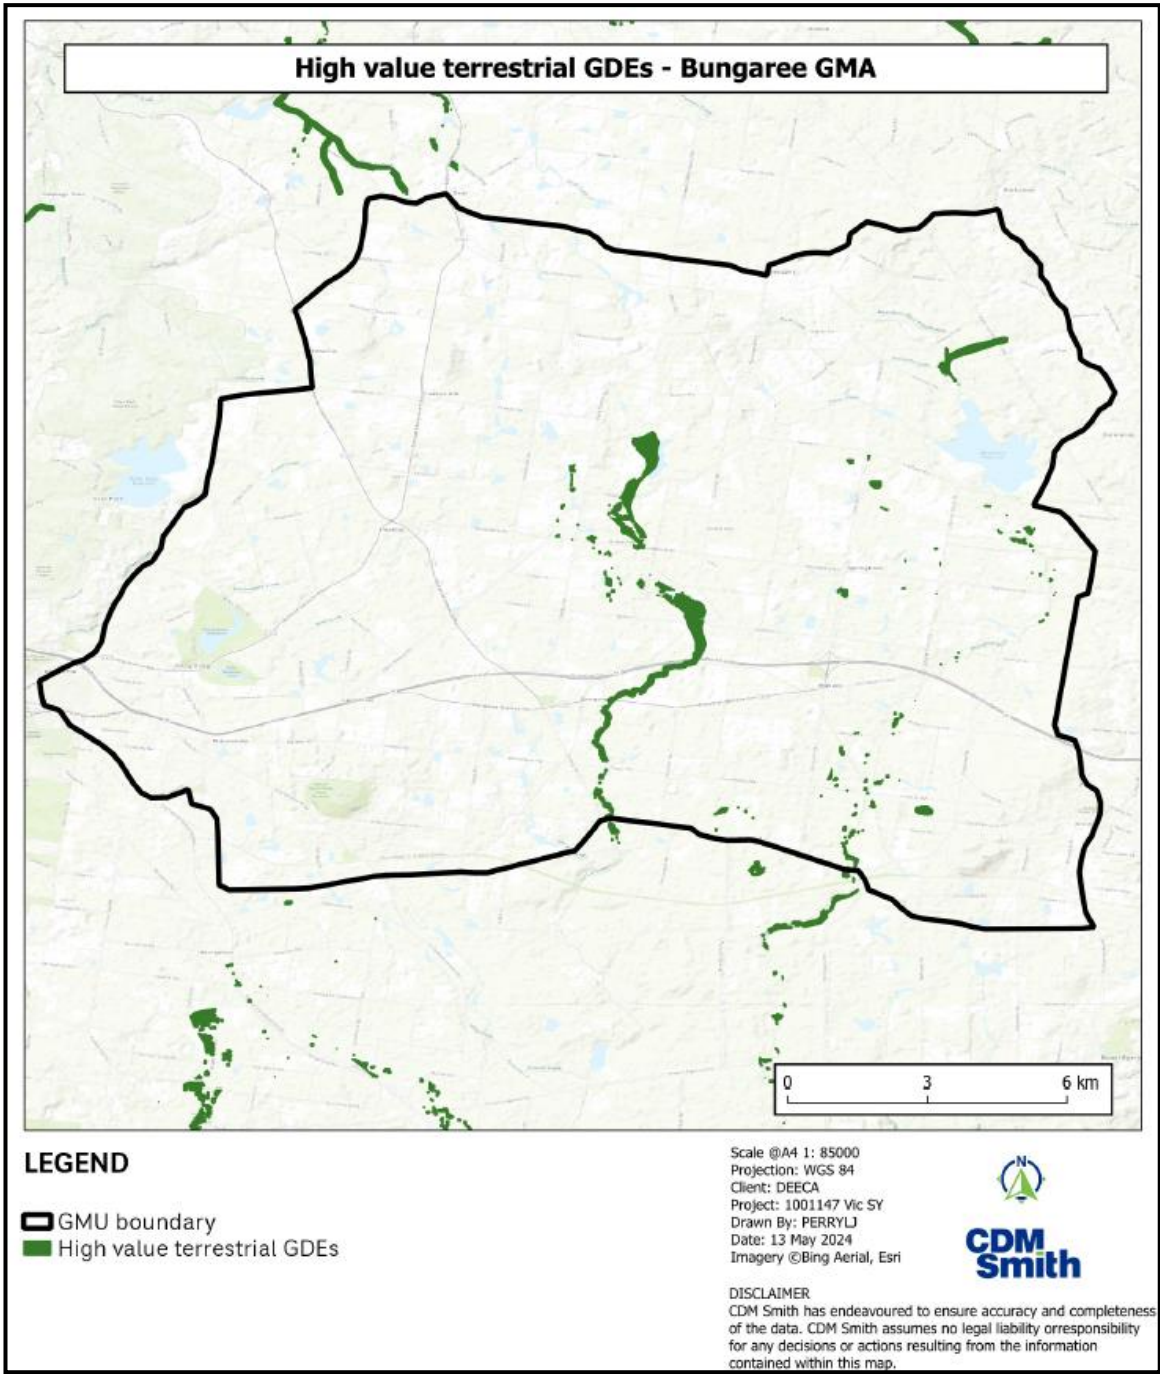 High value terrestrial GDEs - Bungaree GMA
0 3 6 km
LEGEND
GMU boundary
High value terrestrial GDEs
Scale @A4 1: 85000
Projection: WGS 84
Client: DEECA
Project: 1001147 Vic SY
Drawn By: PERRYLJ
Date: 13 May 2024
Imagery ©Bing Aerial, Esri
N
CDM
Smith
DISCLAIMER
CDM Smith has endeavoured to ensure accuracy and completeness
of the data. CDM Smith assumes no legal liability orresponsibility
for any decisions or actions resulting from the information
contained within this map.